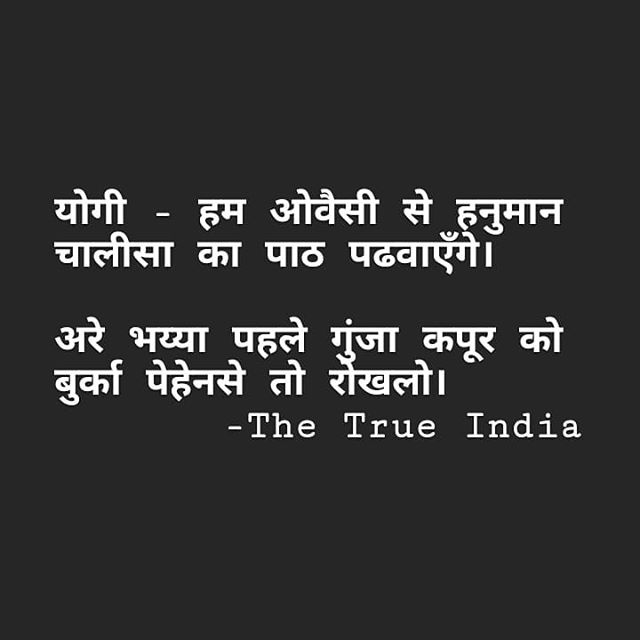 योगी - हम ओवैसी से हनुमान
चालीसा का पाठ पढवाएँगे।
अरे भय्या पहले गुंजा कपूर को
बुर्का पेहेनसे तो रोखलो।
-The True India